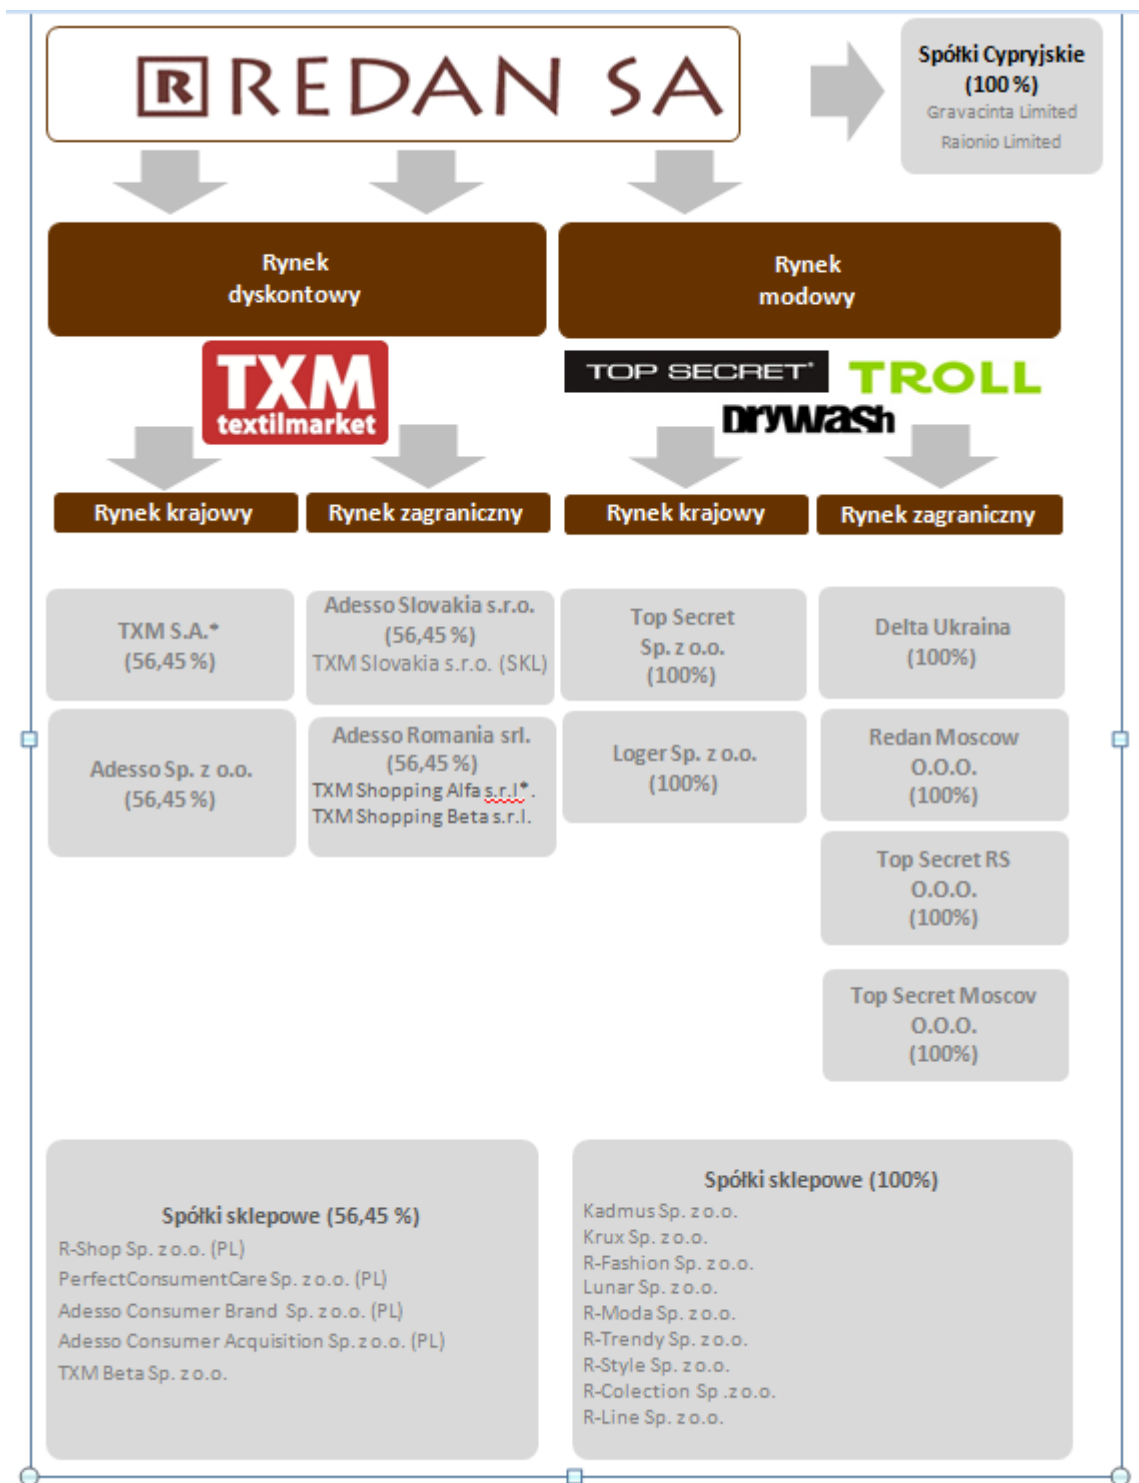 R REDAN SA
Spółki Cypryjskie
(100 %)
Gravacinta Limited
Raionio Limited
Rynek
dyskontowy
Rynek
modowy
TXM
textilmarket
TOP SECRET
TROLL
DRYWASH
Rynek krajowy
Rynek zagraniczny
Rynek krajowy
Rynek zagraniczny
TXM S.A.*
(56,45 %)
Adesso Slovakia s.r.o.
(56,45 %)
TXM Slovakia s.r.o. (SKL)
Top Secret
Sp. z o.o.
(100%)
Delta Ukraina
(100%)
Adesso Sp. z o.o.
(56,45 %)
Adesso Romania srl.
(56,45 %)
TXM Shopping Alfa s.r.l*.
TXM Shopping Beta s.r.l.
Loger Sp. z o.o.
(100%)
Redan Moscow
O.O.O.
(100%)
Top Secret RS
O.O.O.
(100%)
Top Secret Moscov
O.O.O.
(100%)
Spółki sklepowe (56,45 %)
R-Shop Sp. z o.o. (PL)
PerfectConsumentCare Sp. z o.o. (PL)
Adesso Consumer Brand Sp. z o.o. (PL)
Adesso Consumer Acquisition Sp. z o.o. (PL)
TXM Beta Sp. z o.o.
Spółki sklepowe (100%)
Kadmus Sp. z o.o.
Krux Sp. z o.o.
R-Fashion Sp. z o.o.
Lunar Sp. z o.o.
R-Moda Sp. z o.o.
R-Trendy Sp. z o.o.
R-Style Sp. z o.o.
R-Colection Sp .z o.o.
R-Line Sp. z o.o.